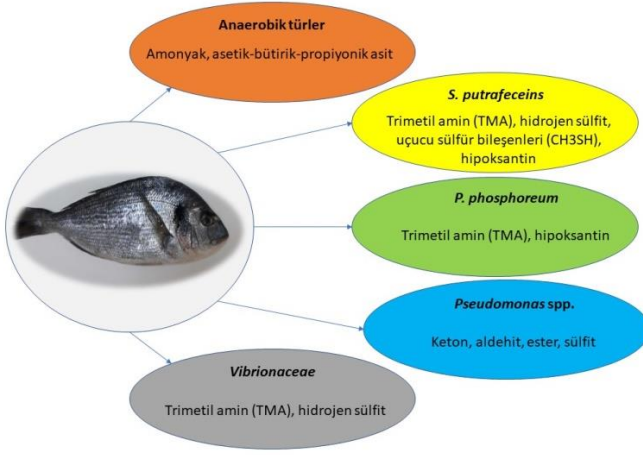 Anaerobik türler
Amonyak, asetik-bütirik-propiyonik asit
S. putrafeceins
Trimetil amin (TMA), hidrojen sülfit,
uçucu sülfür bileşenleri (CH3SH),
hipoksantin
P. phosphoreum
Trimetil amin (TMA), hipoksantin
Pseudomonas spp.
Keton, aldehit, ester, sülfit
Vibrionaceae
Trimetil amin (TMA), hidrojen sülfit